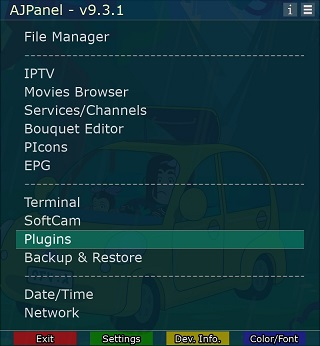 AJPanel - v9.3.1
i
File Manager
IPTV
Movies Browser
Services/Channels
Bouquet Editor
PIcons
EPG
Terminal
SoftCam
Plugins
Backup & Restore
Date/Time
Network
Exit Settings Dev. Info. Color/Font